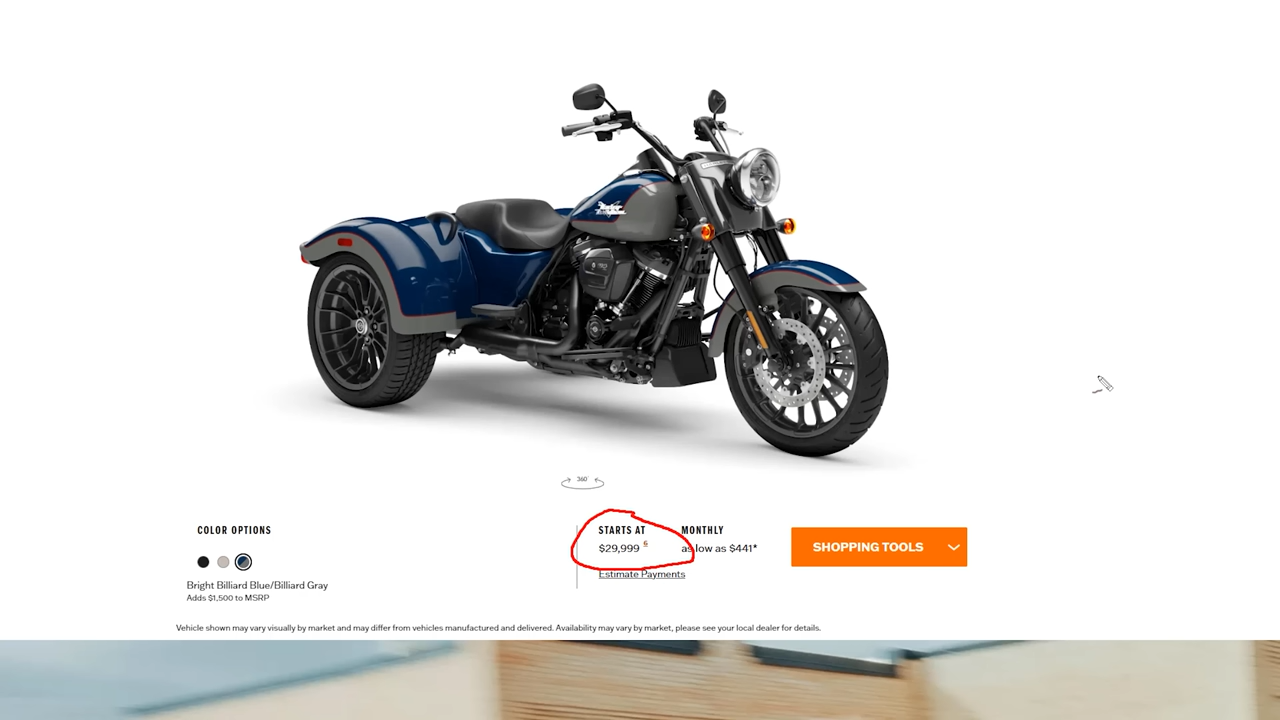 360°
COLOR OPTIONS
Bright Billiard Blue/Billiard Gray
Adds $1,500 to MSRP
STARTS AT
$29,999 6
Estimate Payments
MONTHLY
as low as $441*
SHOPPING TOOLS
Vehicle shown may vary visually by market and may differ from vehicles manufactured and delivered. Availability may vary by market, please see your local dealer for details.